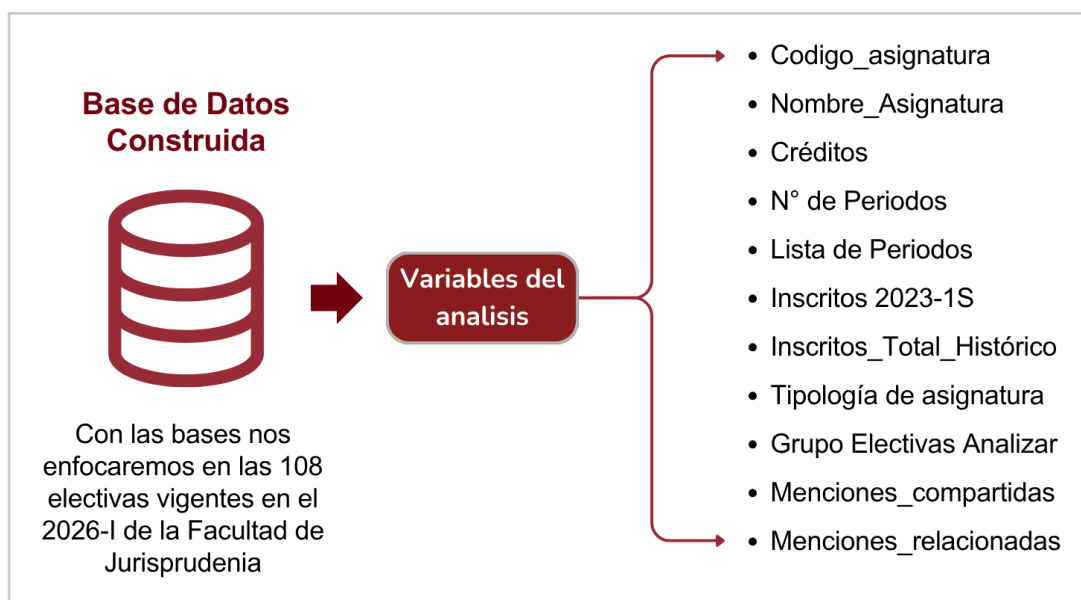 Base de Datos
Construida
Con las bases nos
enfocaremos en las 108
electivas vigentes en el
2026-I de la Facultad de
Jurisprudenia
Variables del
analisis
• Codigo_asignatura
• Nombre_Asignatura
• Créditos
• N° de Periodos
• Lista de Periodos
• Inscritos 2023-1S
• Inscritos_Total_Histórico
• Tipología de asignatura
• Grupo Electivas Analizar
• Menciones_compartidas
• Menciones_relacionadas